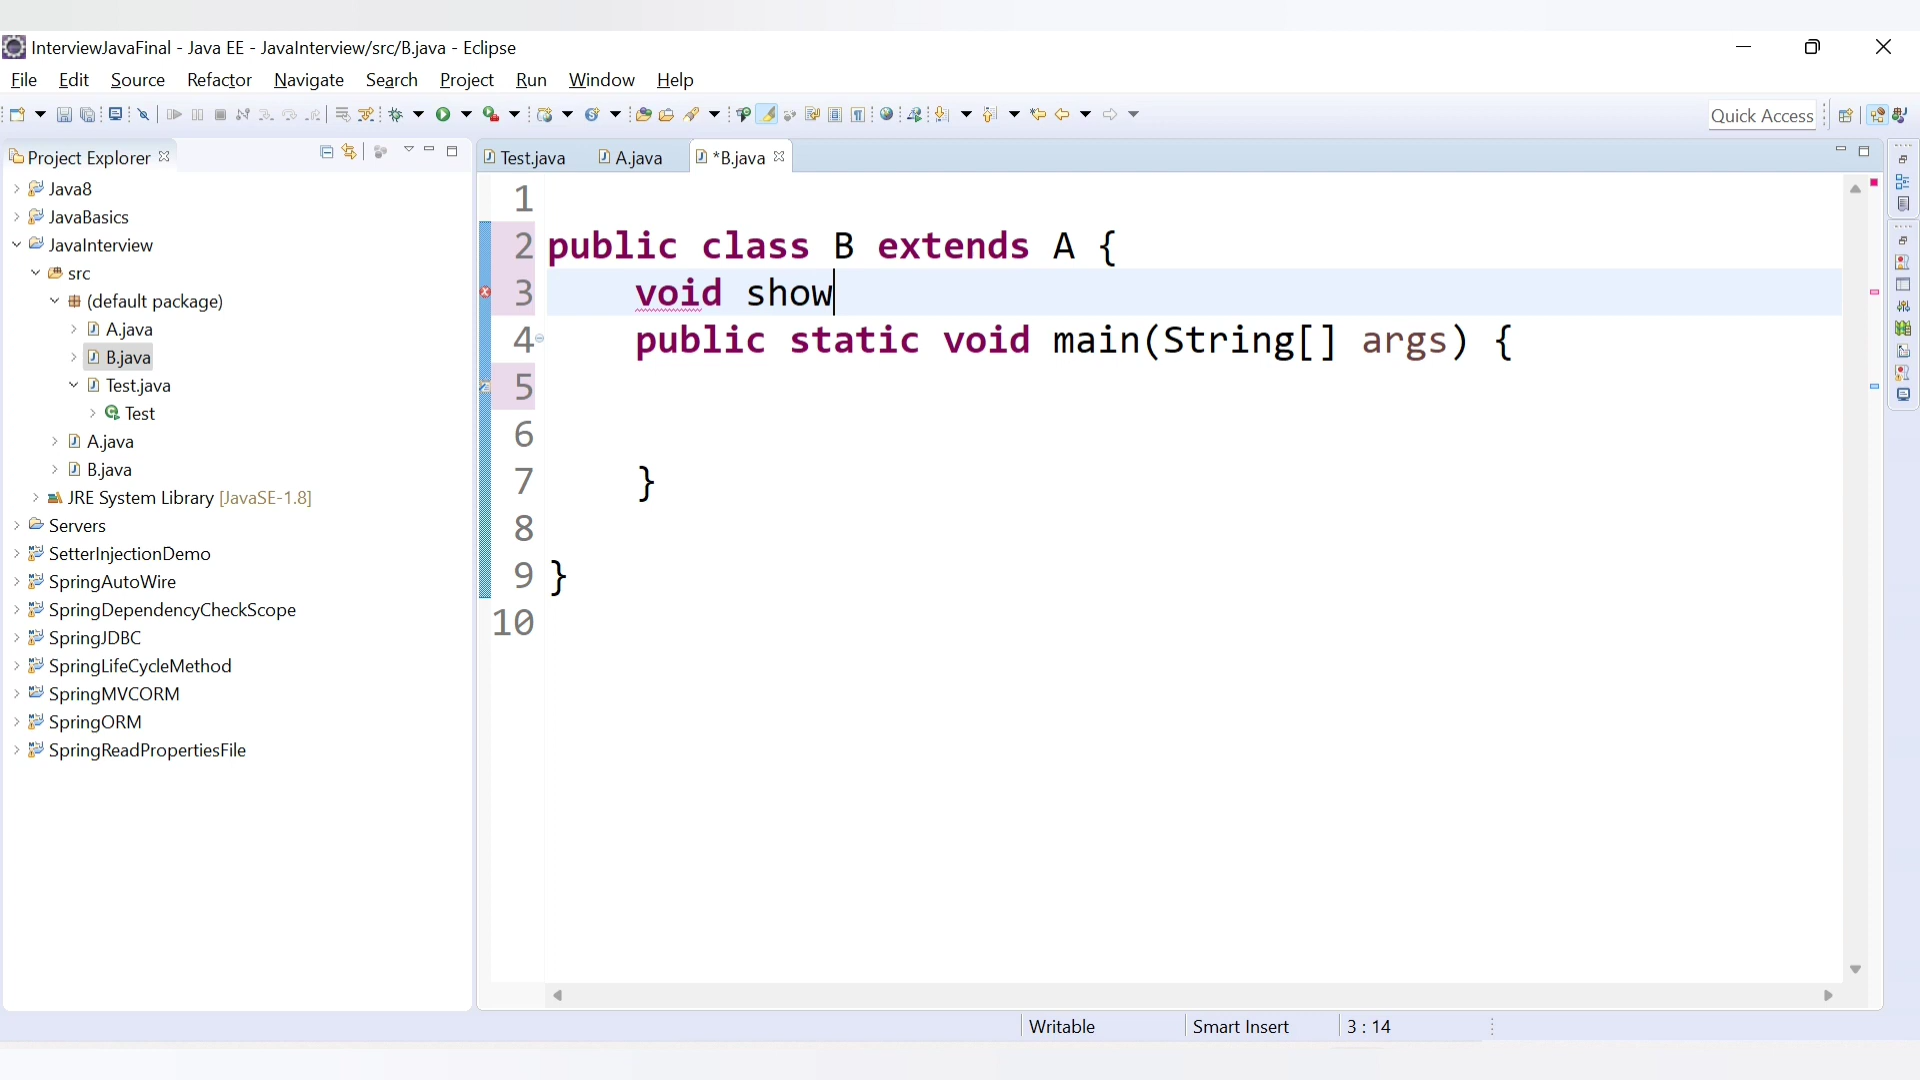 InterviewJavaFinal - Java EE - JavaInterview/src/B.java - Eclipse
File Edit Source Refactor Navigate Search Project Run Window Help
Quick Access
Project Explorer
Java8
JavaBasics
JavaInterview
src
(default package)
A.java
B.java
Test.java
Test
A.java
B.java
JRE System Library [JavaSE-1.8]
Servers
SetterInjectionDemo
SpringAutoWire
SpringDependencyCheckScope
SpringJDBC
SpringLifeCycleMethod
SpringMVCORM
SpringORM
SpringReadPropertiesFile
Test.java A.java *B.java
1
2 public class B extends A {
3 void show
4 public static void main(String[] args) {
5
6
7 }
8
9 }
10
Writable Smart Insert 3 : 14